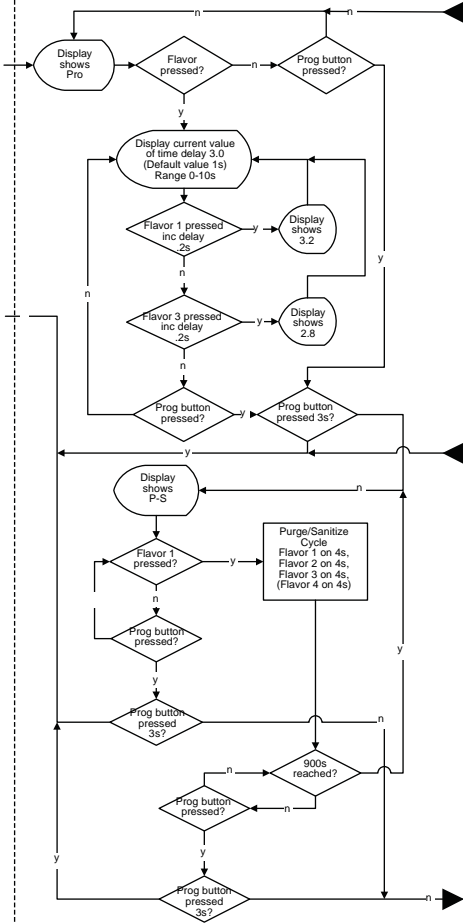 n
n
Display
shows
Pro
Flavor
pressed?
n
Prog button
pressed?
y
Display current value
of time delay 3.0
(Default value 1s)
Range 0-10s
Flavor 1 pressed
inc delay
.2s
y
Display
shows
3.2
y
n
n
Flavor 3 pressed
inc delay
.2s
y
Display
shows
2.8
n
Prog button
pressed?
y
Prog button
pressed 3s?
y
Display
shows
P-S
n
Flavor 1
pressed?
y
Purge/Sanitize
Cycle
Flavor 1 on 4s,
Flavor 2 on 4s,
Flavor 3 on 4s,
(Flavor 4 on 4s)
n
Prog button
pressed?
y
y
Prog button
pressed
3s?
n
900s
reached?
n
n
Prog button
pressed?
y
y
Prog button
pressed
3s?
n